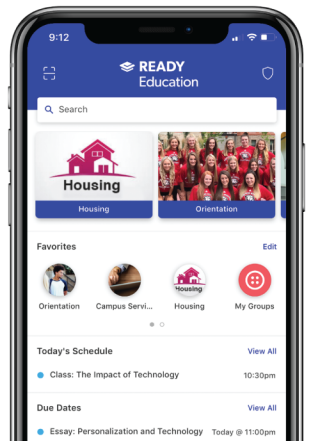 9:12
READY
Education
Search
Housing
Housing
Orientation
Favorites
Edit
Orientation
Campus Servi...
Housing
Housing
My Groups
Today's Schedule
View All
Class: The Impact of Technology
10:30pm
Due Dates
View All
Essay: Personalization and Technology
Today @ 11:00pm